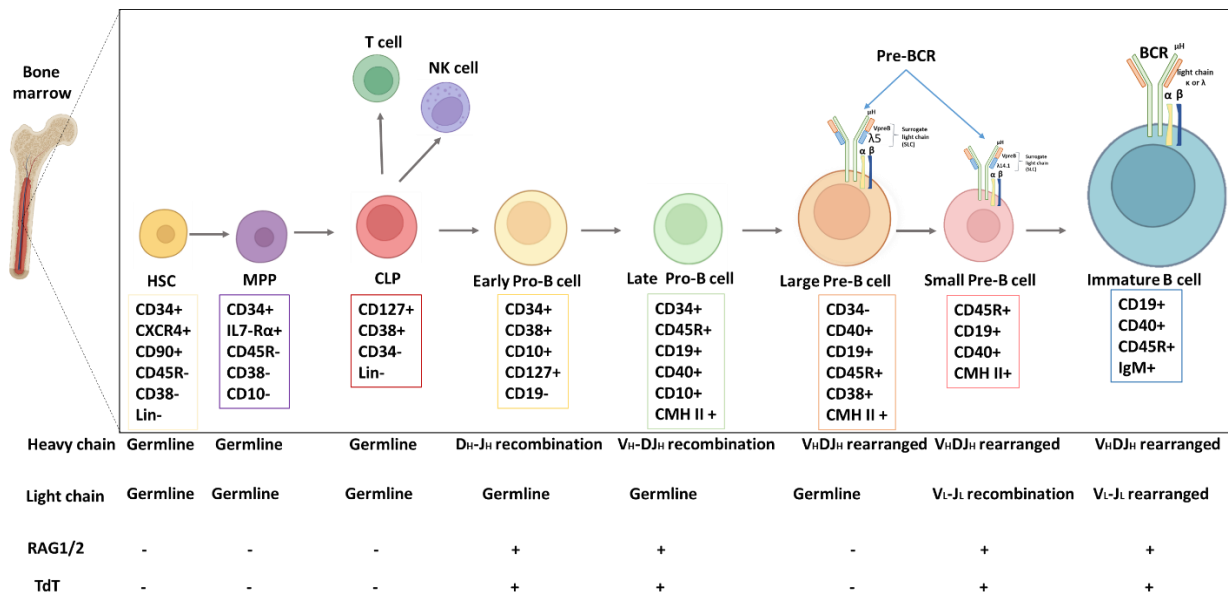 Bone
marrow
T cell
NK cell
Pre-BCR
BCR
μH
light chain
κ or λ
α β
μH
VpreB
λ5
Surrogate
light chain
(SLC)
α β
μH
VpreB
λ14.1
Surrogate
light chain
(SLC)
α β
HSC
MPP
CLP
Early Pro-B cell
Late Pro-B cell
Large Pre-B cell
Small Pre-B cell
Immature B cell
CD34+
CXCR4+
CD90+
CD45R-
CD38-
Lin-
CD34+
IL7-Rα+
CD45R-
CD38-
CD10-
CD127+
CD38+
CD34-
Lin-
CD34+
CD38+
CD10+
CD127+
CD19-
CD34+
CD45R+
CD19+
CD40+
CD10+
CMH II +
CD34-
CD40+
CD19+
CD45R+
CD38+
CMH II +
CD45R+
CD19+
CD40+
CMH II+
CD19+
CD40+
CD45R+
IgM+
Heavy chain Germline Germline Germline DH-JH recombination VH-DJH recombination VHDJH rearranged VHDJH rearranged VHDJH rearranged
Light chain Germline Germline Germline Germline Germline Germline VL-JL recombination VL-JL rearranged
RAG1/2 - - - + + - + +
TdT - - - + + - + +